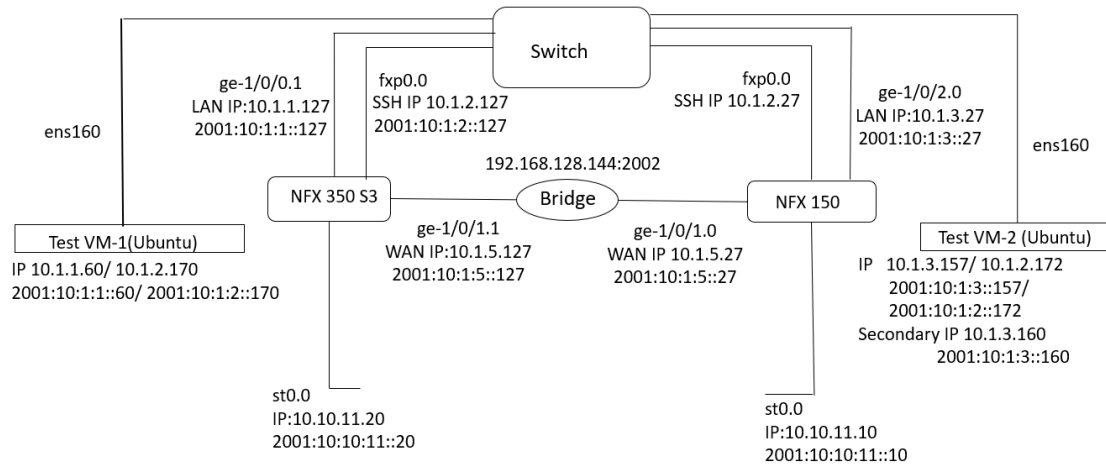 Switch
ge-1/0/0.1
LAN IP:10.1.1.127
2001:10:1:1::127
fxp0.0
SSH IP 10.1.2.127
2001:10:1:2::127
fxp0.0
SSH IP 10.1.2.27
ge-1/0/2.0
LAN IP:10.1.3.27
2001:10:1:3::27
ens160
ens160
192.168.128.144:2002
NFX 350 S3
Bridge
NFX 150
ge-1/0/1.1
WAN IP:10.1.5.127
2001:10:1:5::127
ge-1/0/1.0
WAN IP:10.1.5.27
2001:10:1:5::27
Test VM-1(Ubuntu)
IP 10.1.1.60/ 10.1.2.170
2001:10:1:1::60/ 2001:10:1:2::170
Test VM-2 (Ubuntu)
IP 10.1.3.157/ 10.1.2.172
2001:10:1:3::157/
2001:10:1:2::172
Secondary IP 10.1.3.160
2001:10:1:3::160
st0.0
IP:10.10.11.20
2001:10:10:11::20
st0.0
IP:10.10.11.10
2001:10:10:11::10